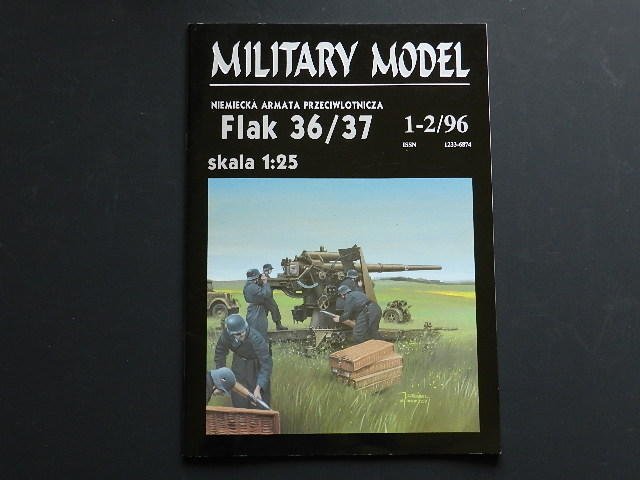 MILITARY MODEL
NIEMIECKA ARMATA PRZECIWLOTNICZA
Flak 36/37
1-2/96
ISSN 1233-6874
skala 1:25